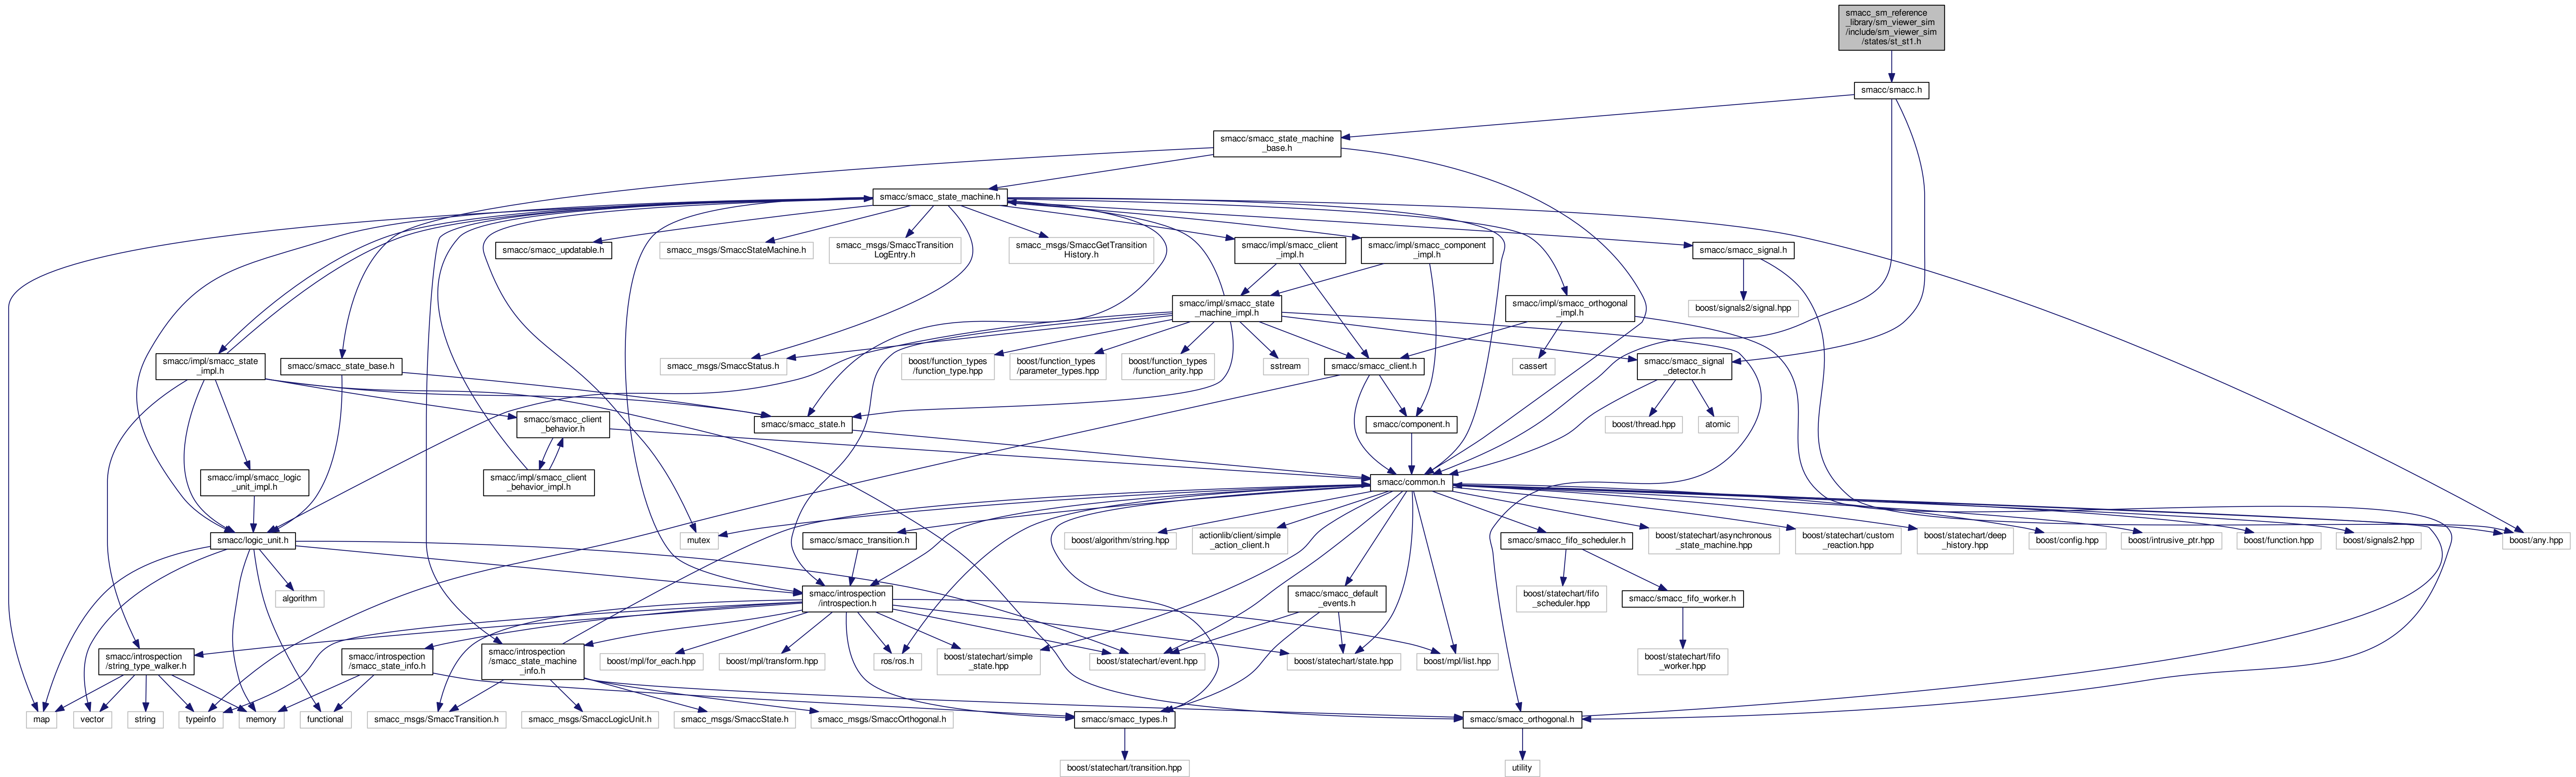 smacc_sm_reference
_library/sm_viewer_sim
/include/sm_viewer_sim
/states/st_st1.h
smacc/smacc.h
smacc/smacc_state_machine
_base.h
smacc/smacc_state_machine.h
smacc/smacc_updatable.h
smacc_msgs/SmaccStateMachine.h
smacc_msgs/SmaccTransition
LogEntry.h
smacc_msgs/SmaccGetTransition
History.h
smacc/impl/smacc_client
_impl.h
smacc/impl/smacc_component
_impl.h
smacc/smacc_signal.h
smacc/impl/smacc_state
_machine_impl.h
smacc/impl/smacc_orthogonal
_impl.h
boost/signals2/signal.hpp
smacc/impl/smacc_state
_impl.h
smacc/smacc_state_base.h
smacc_msgs/SmaccStatus.h
boost/function_types
/function_type.hpp
boost/function_types
/parameter_types.hpp
boost/function_types
/function_arity.hpp
sstream
smacc/smacc_client.h
cassert
smacc/smacc_signal
_detector.h
smacc/smacc_client
_behavior.h
smacc/smacc_state.h
smacc/component.h
boost/thread.hpp
atomic
smacc/impl/smacc_logic
_unit_impl.h
smacc/impl/smacc_client
_behavior_impl.h
smacc/common.h
smacc/logic_unit.h
mutex
smacc/smacc_transition.h
boost/algorithm/string.hpp
actionlib/client/simple
_action_client.h
smacc/smacc_fifo_scheduler.h
boost/statechart/asynchronous
_state_machine.hpp
boost/statechart/custom
_reaction.hpp
boost/statechart/deep
_history.hpp
boost/config.hpp
boost/intrusive_ptr.hpp
boost/function.hpp
boost/signals2.hpp
boost/any.hpp
algorithm
smacc/introspection
/introspection.h
smacc/smacc_default
_events.h
boost/statechart/fifo
_scheduler.hpp
smacc/smacc_fifo_worker.h
smacc/introspection
/string_type_walker.h
smacc/introspection
/smacc_state_info.h
smacc/introspection
/smacc_state_machine
_info.h
boost/mpl/for_each.hpp
boost/mpl/transform.hpp
ros/ros.h
boost/statechart/simple
_state.hpp
boost/statechart/event.hpp
boost/statechart/state.hpp
boost/mpl/list.hpp
boost/statechart/fifo
_worker.hpp
map
vector
string
typeinfo
memory
functional
smacc_msgs/SmaccTransition.h
smacc_msgs/SmaccLogicUnit.h
smacc_msgs/SmaccState.h
smacc_msgs/SmaccOrthogonal.h
smacc/smacc_types.h
smacc/smacc_orthogonal.h
boost/statechart/transition.hpp
utility